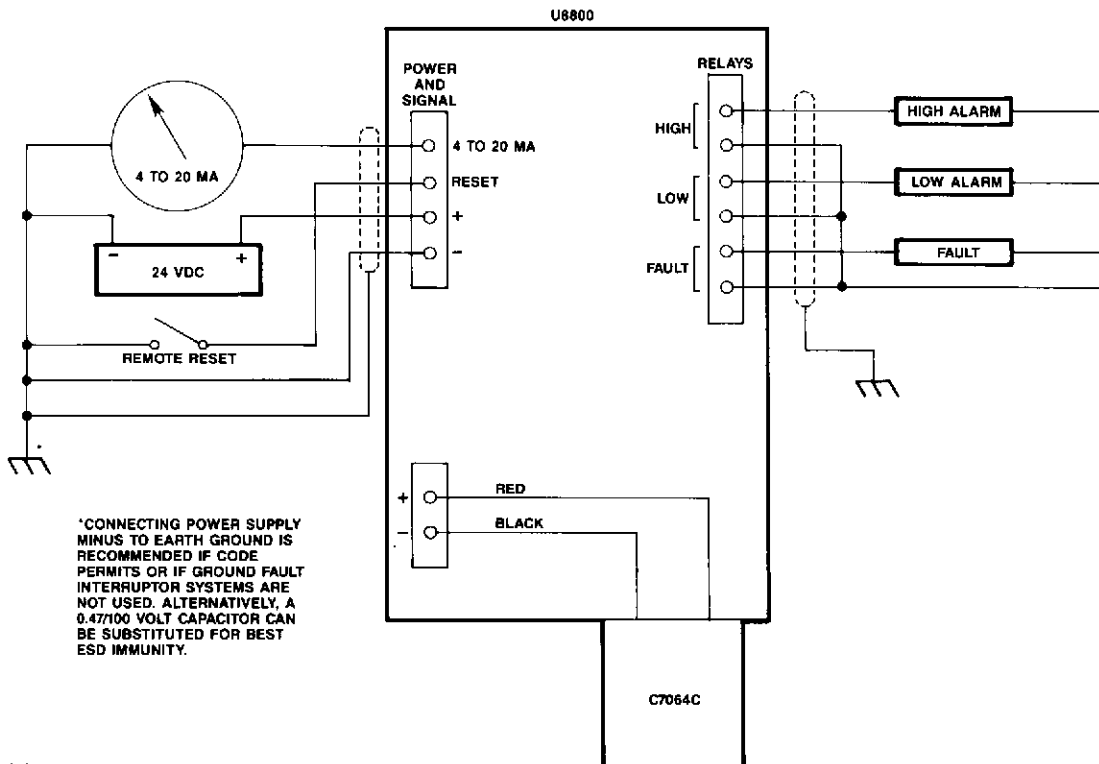 U8800
POWER
AND
SIGNAL
RELAYS
4 TO 20 MA
4 TO 20 MA
RESET
+
-
- +
24 VDC
REMOTE RESET
HIGH
LOW
FAULT
HIGH ALARM
LOW ALARM
FAULT
*
+
-
RED
BLACK
*CONNECTING POWER SUPPLY
MINUS TO EARTH GROUND IS
RECOMMENDED IF CODE
PERMITS OR IF GROUND FAULT
INTERRUPTOR SYSTEMS ARE
NOT USED. ALTERNATIVELY, A
0.47/100 VOLT CAPACITOR CAN
BE SUBSTITUTED FOR BEST
ESD IMMUNITY.
C7064C